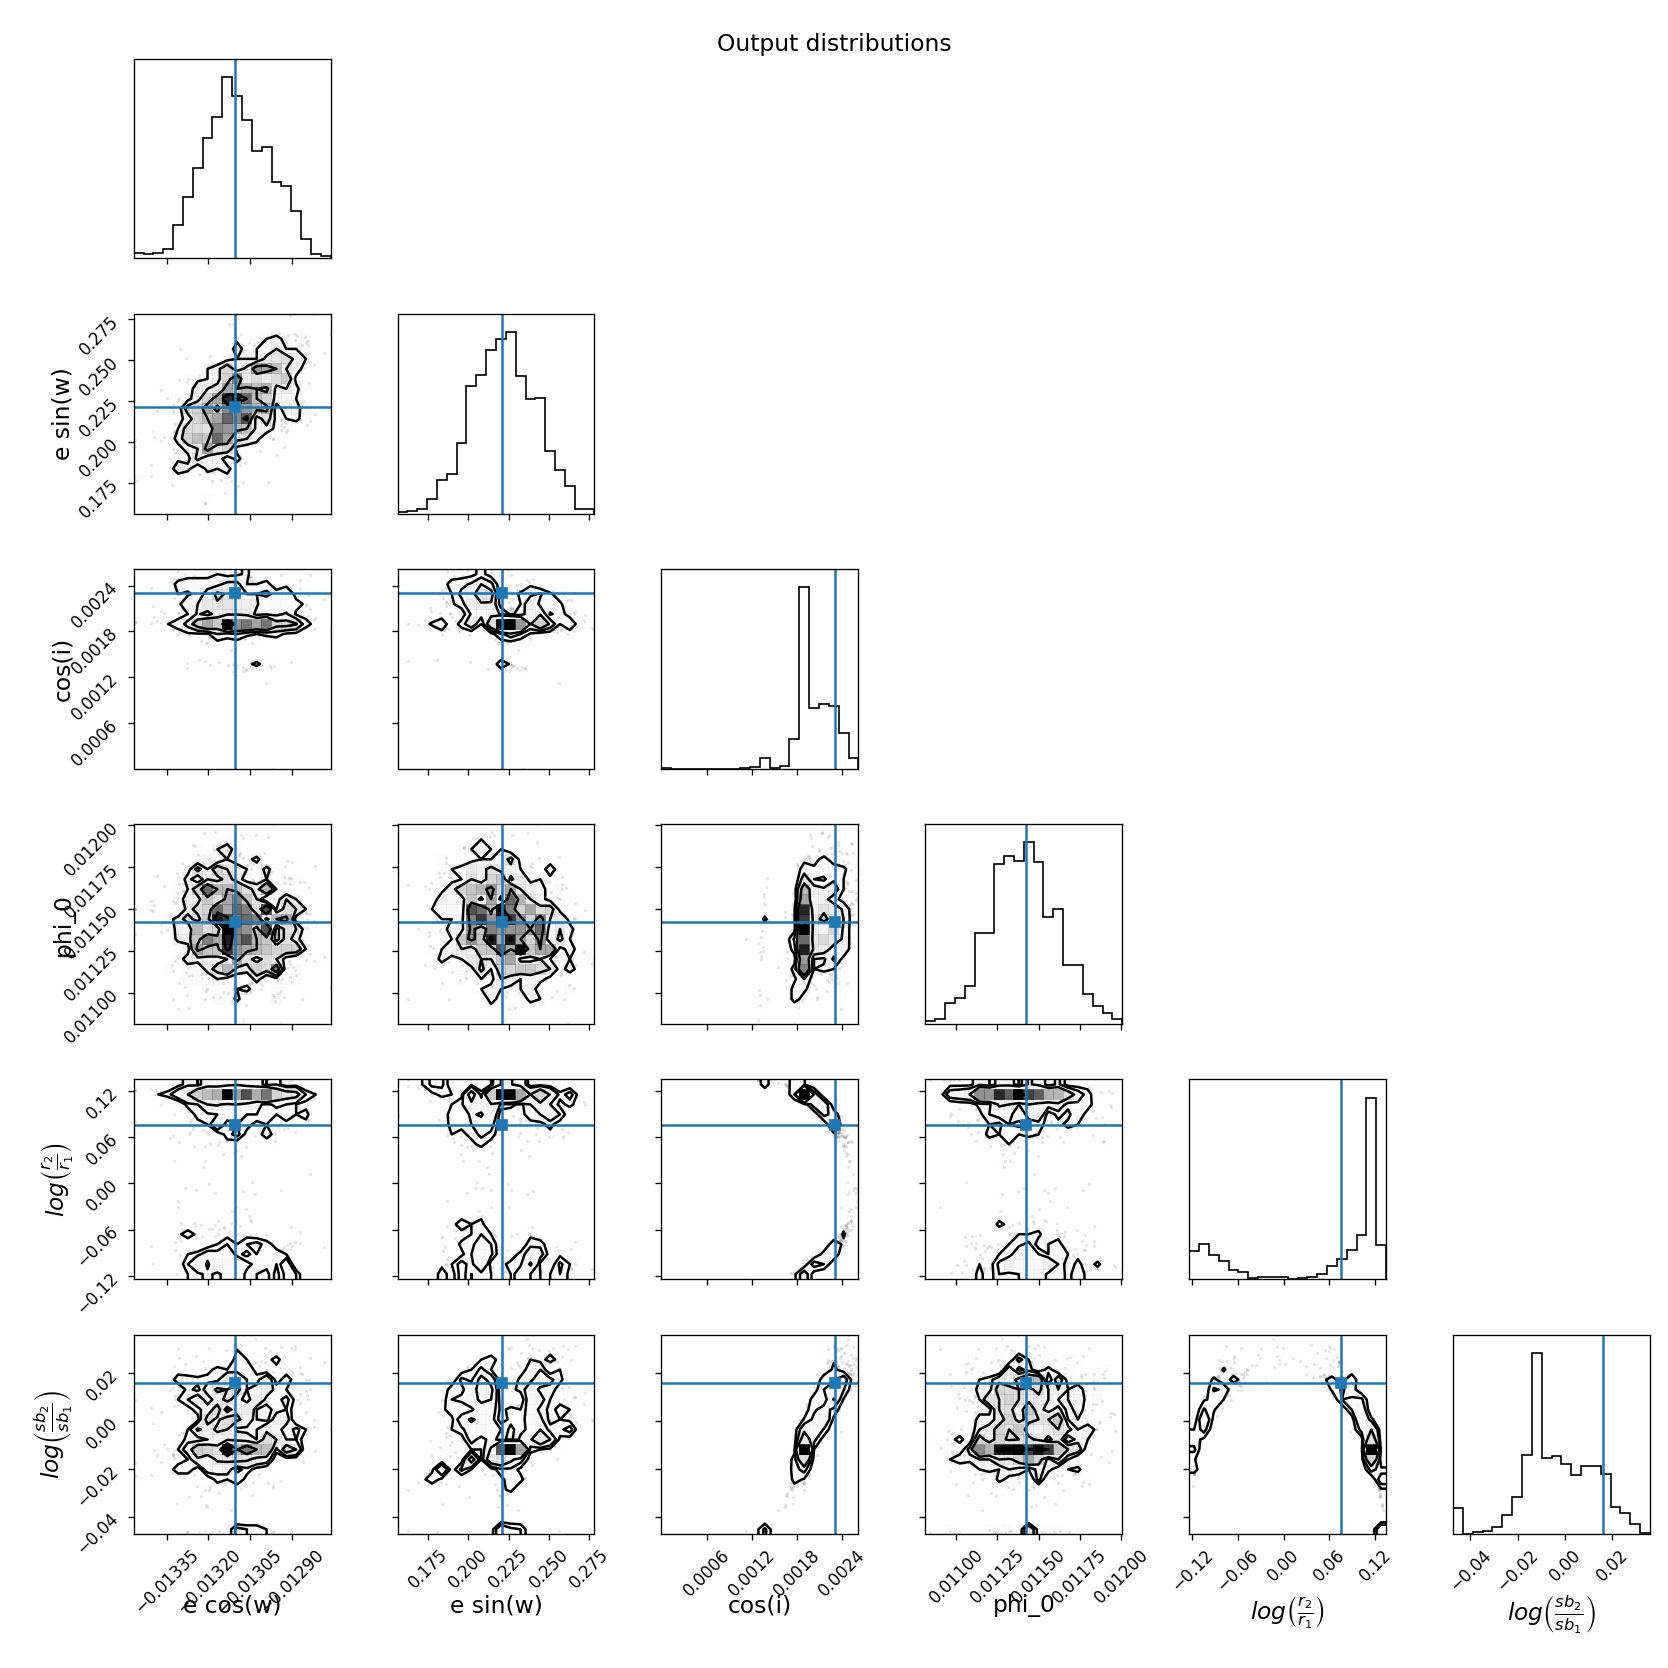 Output distributions
e sin(w)
0.275
0.250
0.225
0.200
0.175
cos(i)
0.0024
0.0018
0.0012
0.0006
phi_0
0.01200
0.01175
0.01150
0.01125
0.01100
log(r₂/r₁)
0.12
0.06
0.00
−0.06
−0.12
log(sb₂/sb₁)
0.02
0.00
−0.02
−0.04
−0.01335 −0.01320 −0.01305 −0.01290
e cos(w)
0.175 0.200 0.225 0.250 0.275
e sin(w)
0.0006 0.0012 0.0018 0.0024
cos(i)
0.01100 0.01125 0.01150 0.01175 0.01200
phi_0
−0.12 −0.06 0.00 0.06 0.12
log(r₂/r₁)
−0.04 −0.02 0.00 0.02
log(sb₂/sb₁)